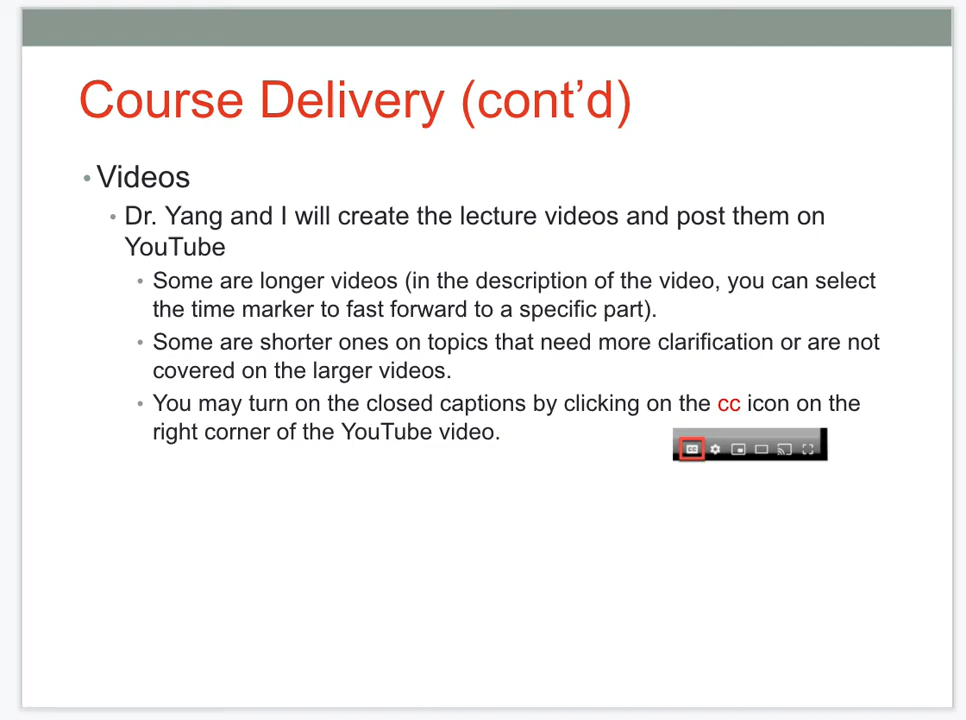 Course Delivery (cont’d)
• Videos
• Dr. Yang and I will create the lecture videos and post them on
YouTube
• Some are longer videos (in the description of the video, you can select
the time marker to fast forward to a specific part).
• Some are shorter ones on topics that need more clarification or are not
covered on the larger videos.
• You may turn on the closed captions by clicking on the cc icon on the
right corner of the YouTube video.
CC